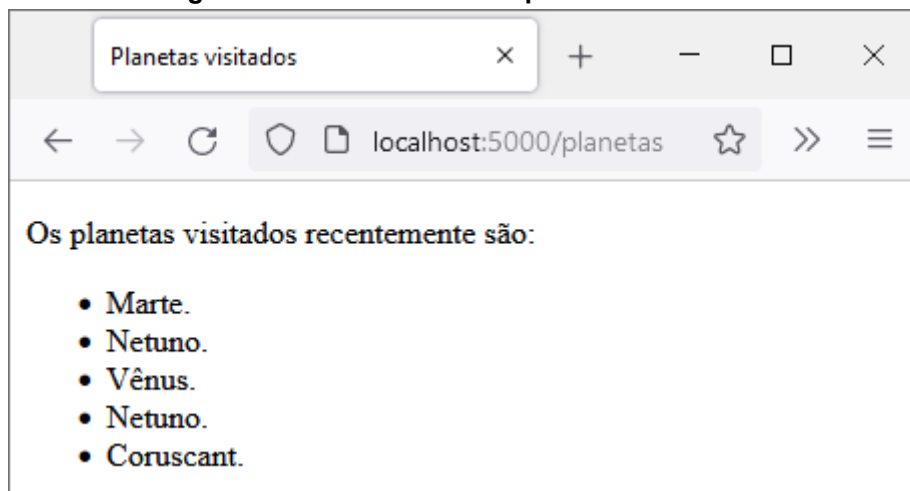 Planetas visitados
localhost:5000/planetas
Os planetas visitados recentemente são:
• Marte.
• Netuno.
• Vênus.
• Netuno.
• Coruscant.